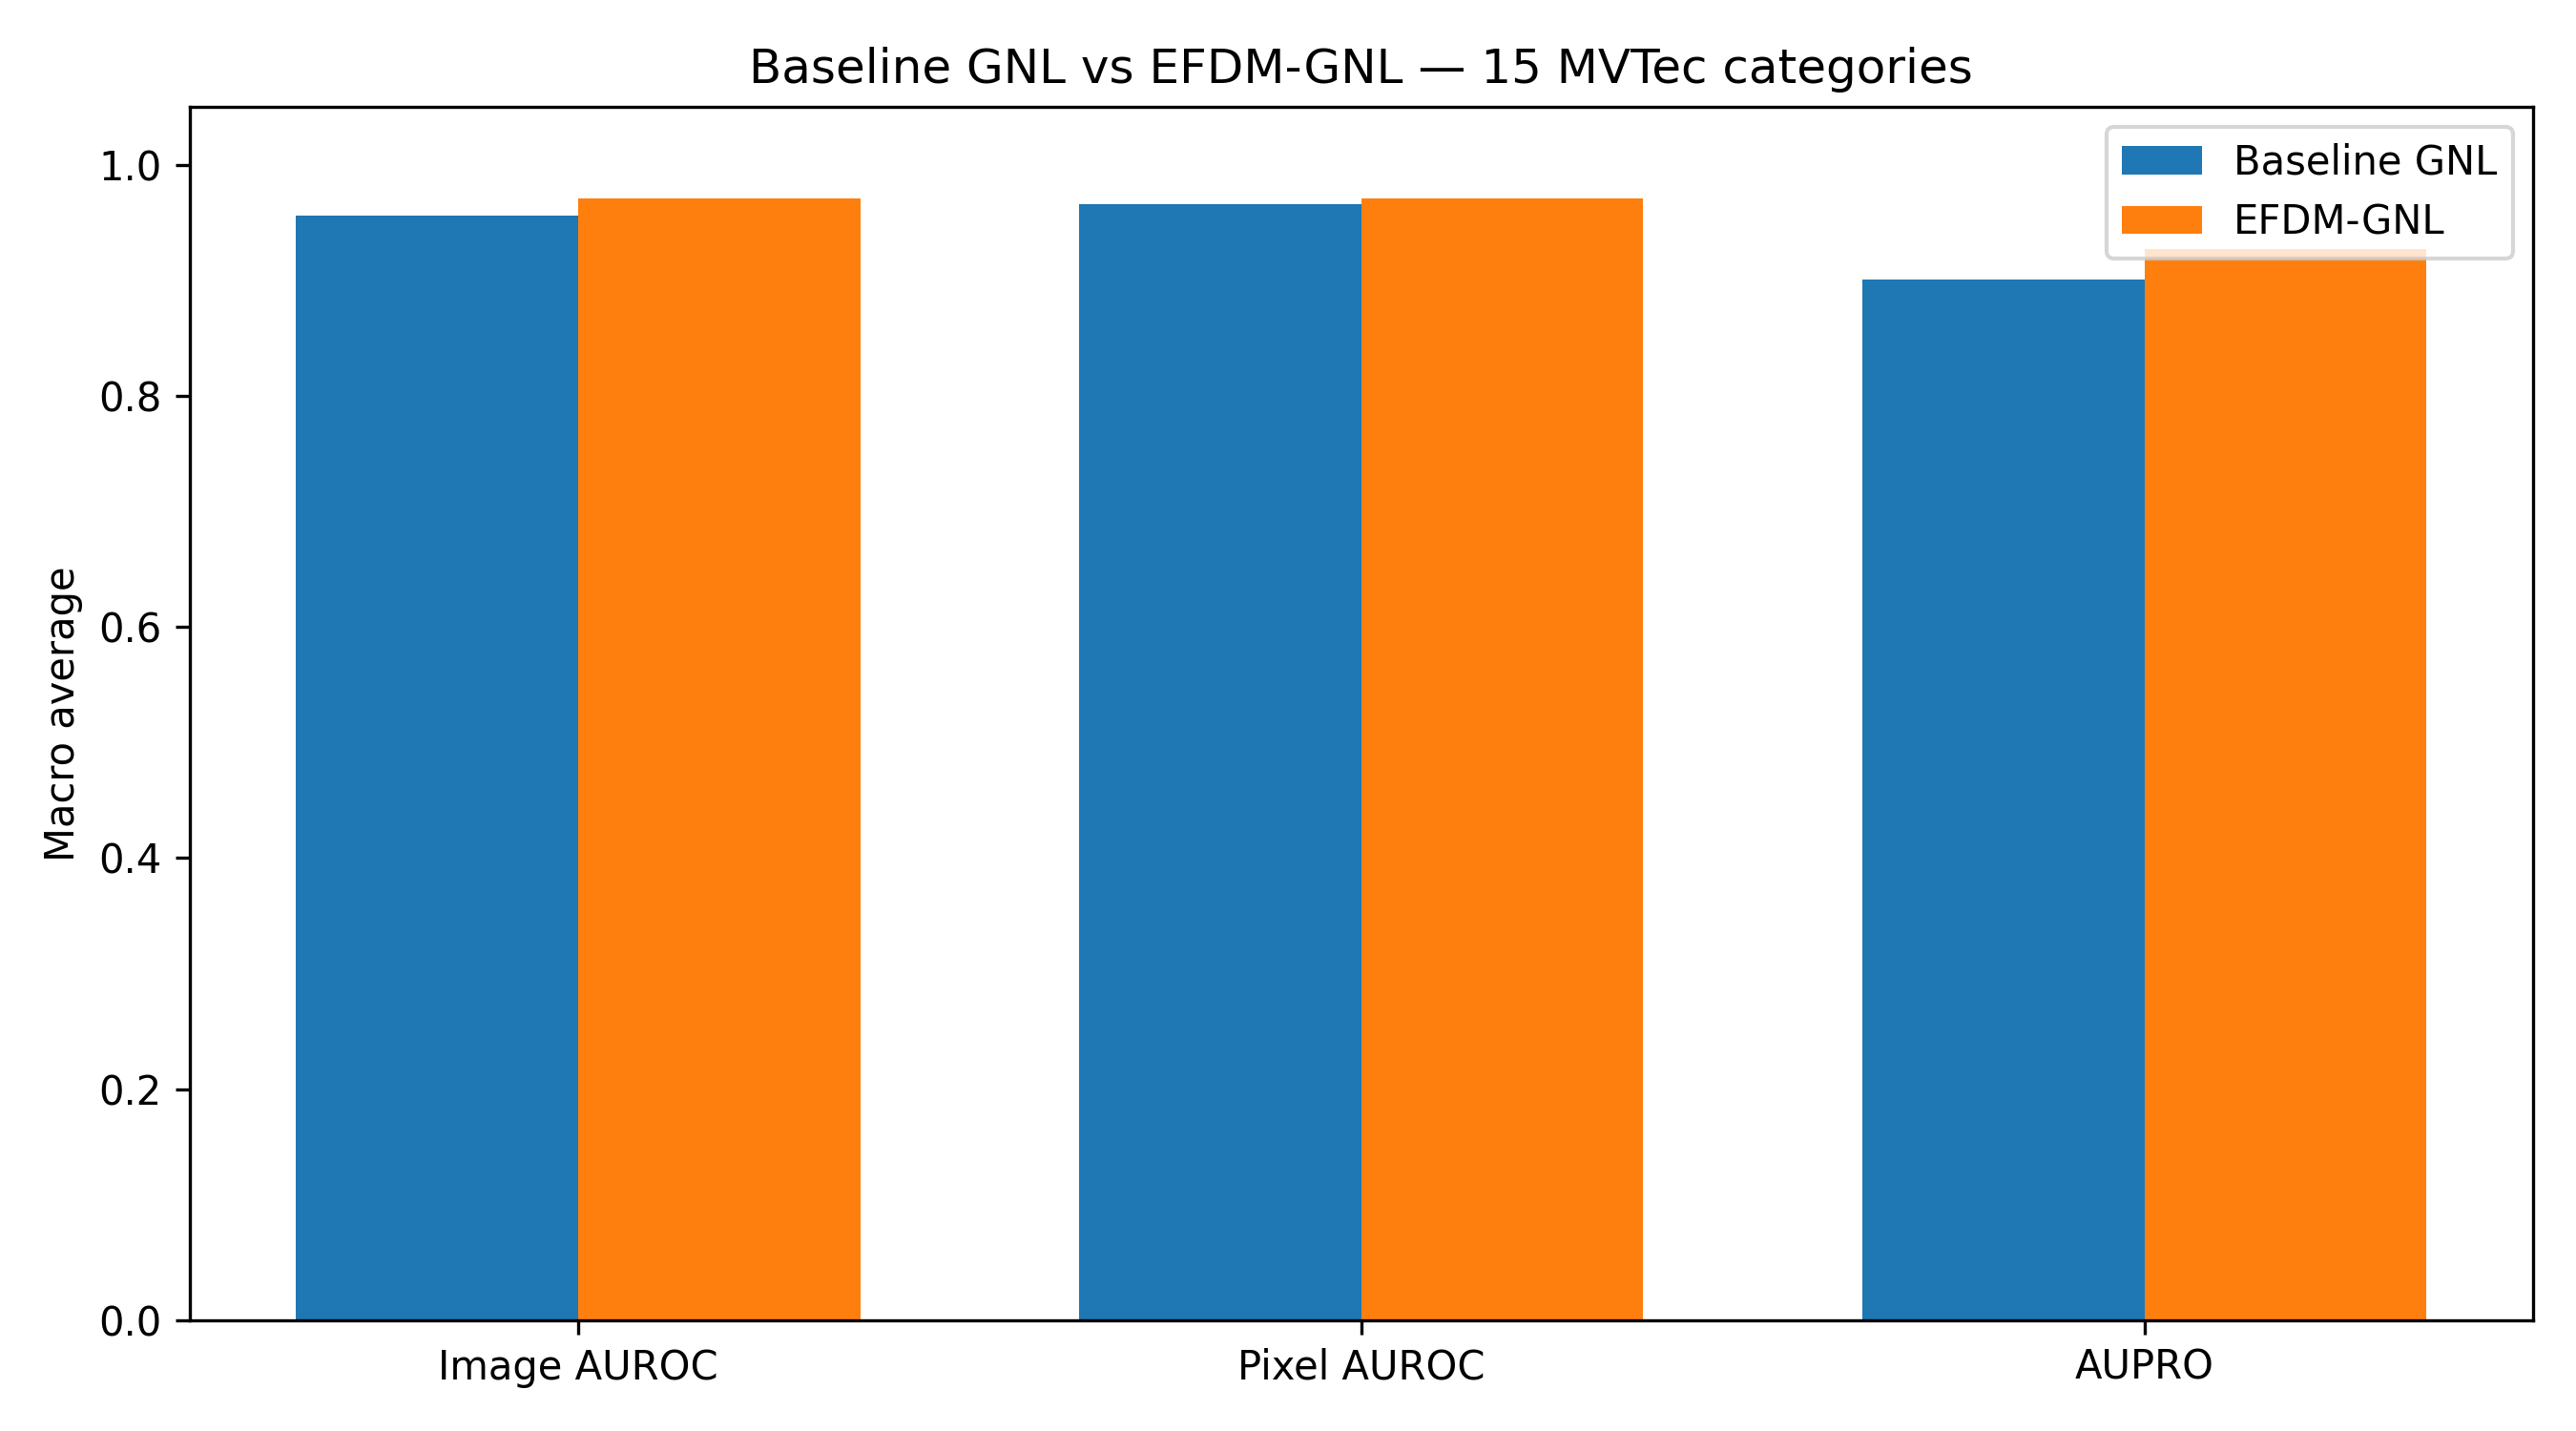 Baseline GNL vs EFDM-GNL — 15 MVTec categories
Baseline GNL
EFDM-GNL
Macro average
1.0
0.8
0.6
0.4
0.2
0.0
Image AUROC
Pixel AUROC
AUPRO